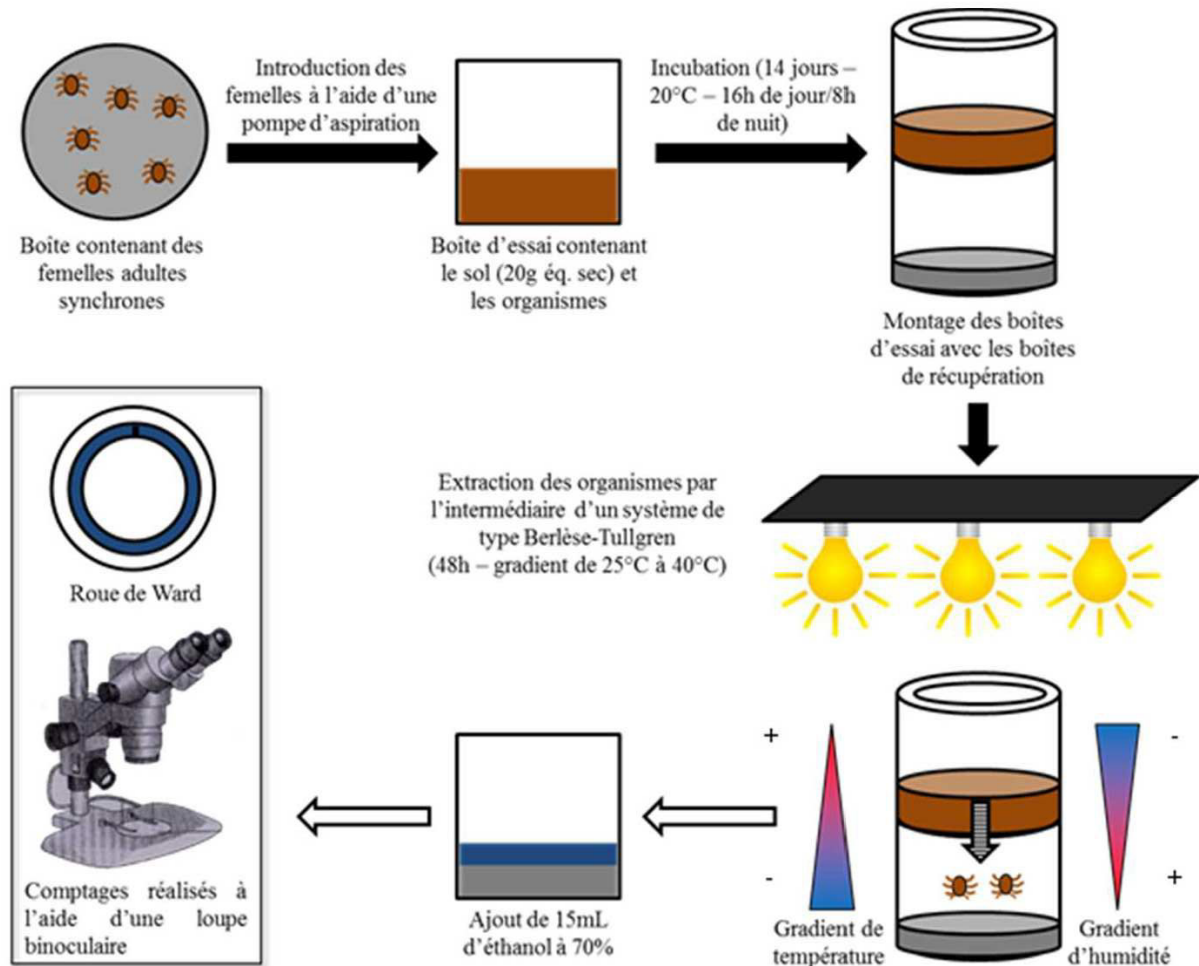 Introduction des
femelles à l'aide d'une
pompe d'aspiration
Incubation (14 jours –
20°C – 16h de jour/8h
de nuit)
Boîte contenant des
femelles adultes
synchrones
Boîte d'essai contenant
le sol (20g éq. sec) et
les organismes
Montage des boîtes
d'essai avec les boîtes
de récupération
Extraction des organismes par
l'intermédiaire d'un système de
type Berlèse-Tullgren
(48h – gradient de 25°C à 40°C)
+
-
Gradient de
température
-
+
Gradient
d'humidité
Ajout de 15mL
d'éthanol à 70%
Roue de Ward
Comptages réalisés à
l'aide d'une loupe
binoculaire